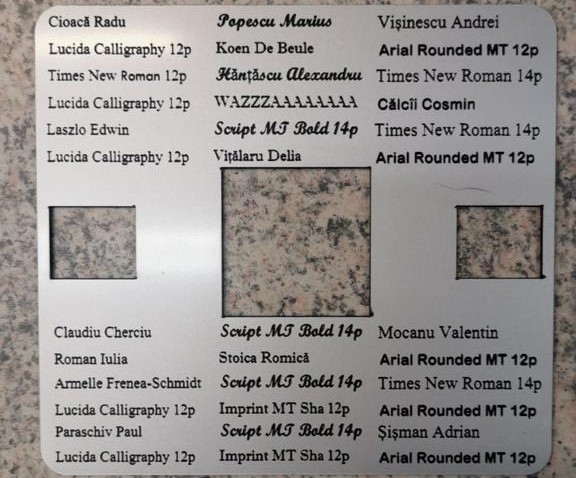 Cioacă Radu
Popescu Marius
Vișinescu Andrei
Lucida Calligraphy 12p
Koen De Beule
Arial Rounded MT 12p
Times New Roman 12p
Hănțăscu Alexandru
Times New Roman 14p
Lucida Calligraphy 12p
WAZZZAAAAAAAA
Călcîi Cosmin
Laszlo Edwin
Script MT Bold 14p
Times New Roman 14p
Lucida Calligraphy 12p
Vițălaru Delia
Arial Rounded MT 12p
Claudiu Cherciu
Script MT Bold 14p
Mocanu Valentin
Roman Iulia
Stoica Romică
Arial Rounded MT 12p
Armelle Frenea-Schmidt
Script MT Bold 14p
Times New Roman 14p
Lucida Calligraphy 12p
Imprint MT Sha 12p
Arial Rounded MT 12p
Paraschiv Paul
Script MT Bold 14p
Șișman Adrian
Lucida Calligraphy 12p
Imprint MT Sha 12p
Arial Rounded MT 12p